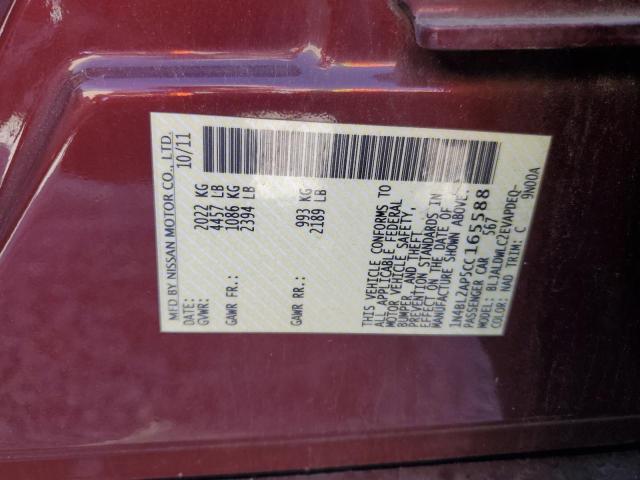 MFD BY NISSAN MOTOR CO., LTD.
DATE: 10/11
GVWR: 2022 KG
4457 LB
GAWR FR: 1086 KG
2394 LB
GAWR RR: 993 KG
2189 LB
THIS VEHICLE CONFORMS TO
ALL APPLICABLE FEDERAL
MOTOR VEHICLE SAFETY,
BUMPER, AND THEFT
PREVENTION STANDARDS IN
EFFECT ON THE DATE OF
MANUFACTURE SHOWN ABOVE.
1N4BL2AP5CC165588
PASSENGER CAR 567
MODEL: BLJALDWLC2EVAPDEQ-
COLOR: NAD TRIM: C 9N00A